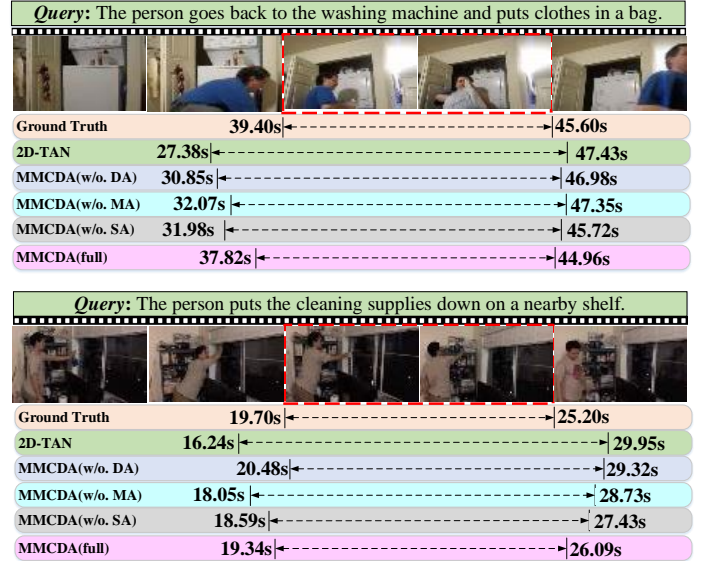 Query: The person goes back to the washing machine and puts clothes in a bag.
Ground Truth 39.40s 45.60s
2D-TAN 27.38s 47.43s
MMCDA(w/o. DA) 30.85s 46.98s
MMCDA(w/o. MA) 32.07s 47.35s
MMCDA(w/o. SA) 31.98s 45.72s
MMCDA(full) 37.82s 44.96s
Query: The person puts the cleaning supplies down on a nearby shelf.
Ground Truth 19.70s 25.20s
2D-TAN 16.24s 29.95s
MMCDA(w/o. DA) 20.48s 29.32s
MMCDA(w/o. MA) 18.05s 28.73s
MMCDA(w/o. SA) 18.59s 27.43s
MMCDA(full) 19.34s 26.09s